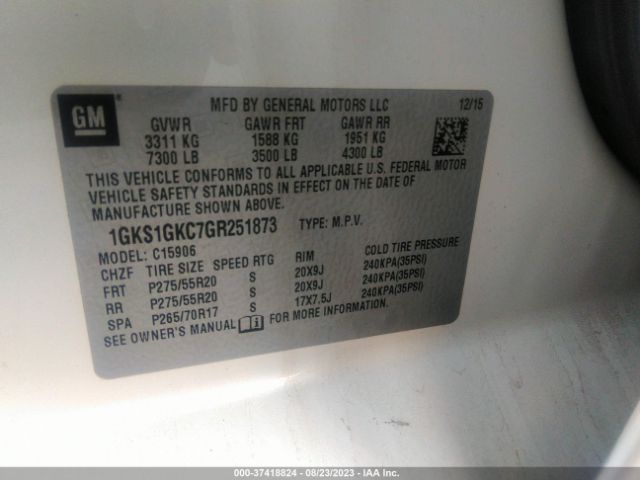 GM
MFD BY GENERAL MOTORS LLC 12/15
GVWR GAWR FRT GAWR RR
3311 KG 1588 KG 1951 KG
7300 LB 3500 LB 4300 LB
THIS VEHICLE CONFORMS TO ALL APPLICABLE U.S. FEDERAL MOTOR
VEHICLE SAFETY STANDARDS IN EFFECT ON THE DATE OF
MANUFACTURE SHOWN ABOVE.
1GKS1GKC7GR251873 TYPE: M.P.V.
MODEL: C15906
CHZF TIRE SIZE SPEED RTG RIM COLD TIRE PRESSURE
FRT P275/55R20 S 20X9J 240KPA(35PSI)
RR P275/55R20 S 20X9J 240KPA(35PSI)
SPA P265/70R17 S 17X7.5J 240KPA(35PSI)
SEE OWNER'S MANUAL i FOR MORE INFORMATION.
000-37418824 - 08/23/2023 - IAA Inc.